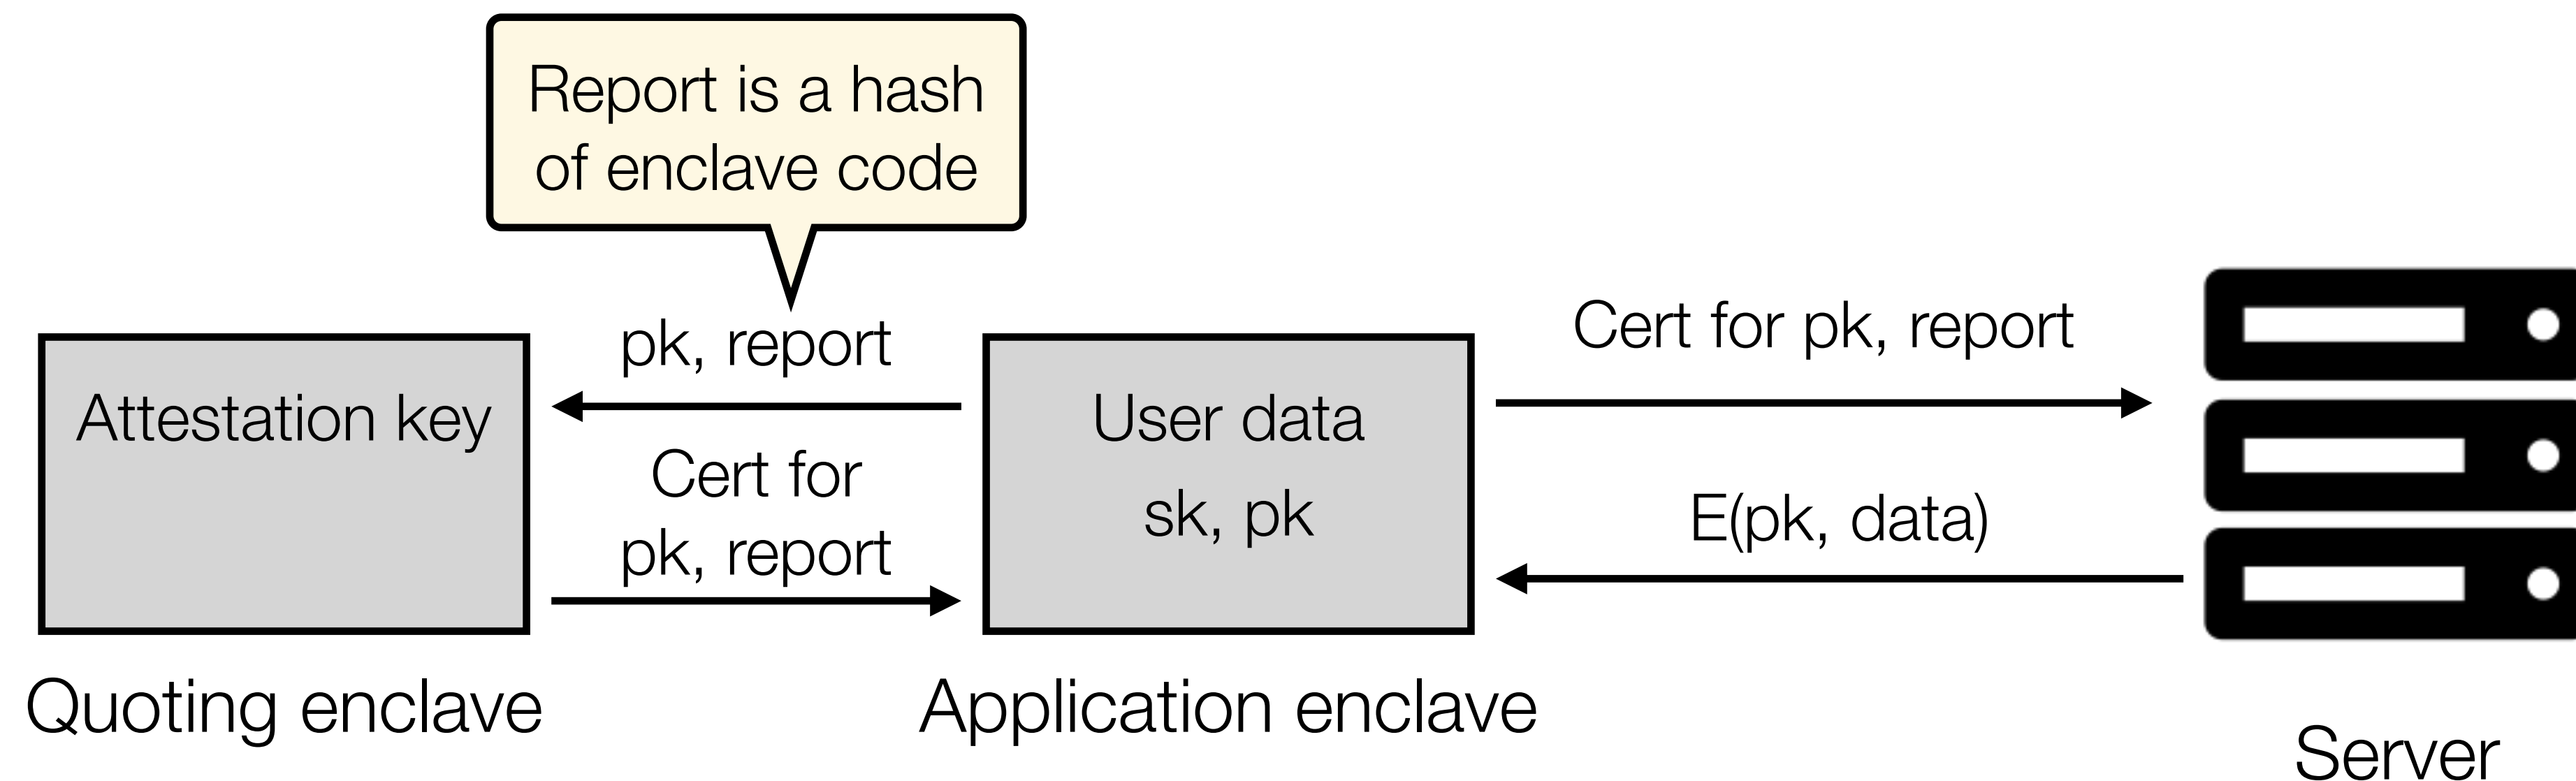 Report is a hash
of enclave code
pk, report
Cert for
pk, report
Attestation key
User data
sk, pk
Cert for pk, report
E(pk, data)
Quoting enclave
Application enclave
Server